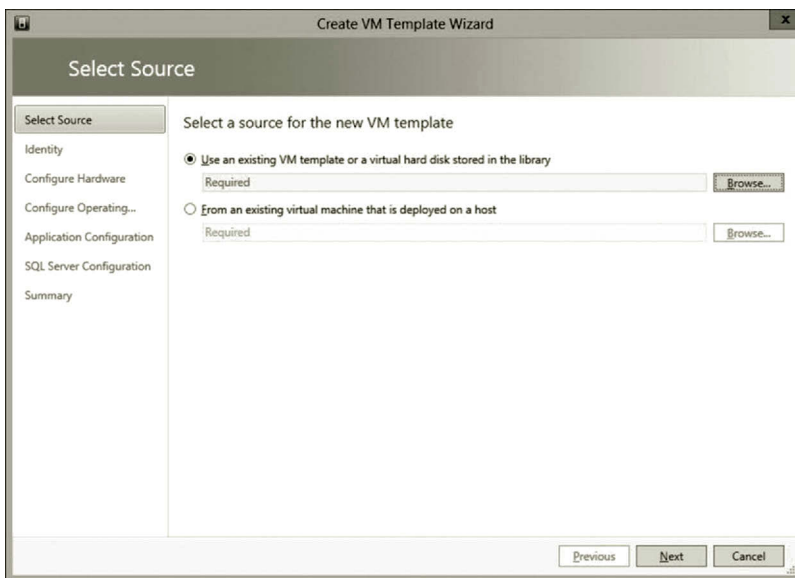 Create VM Template Wizard
x
Select Source
Select Source
Identity
Configure Hardware
Configure Operating...
Application Configuration
SQL Server Configuration
Summary
Select a source for the new VM template
Use an existing VM template or a virtual hard disk stored in the library
Required Browse...
From an existing virtual machine that is deployed on a host
Required Browse...
Previous Next Cancel